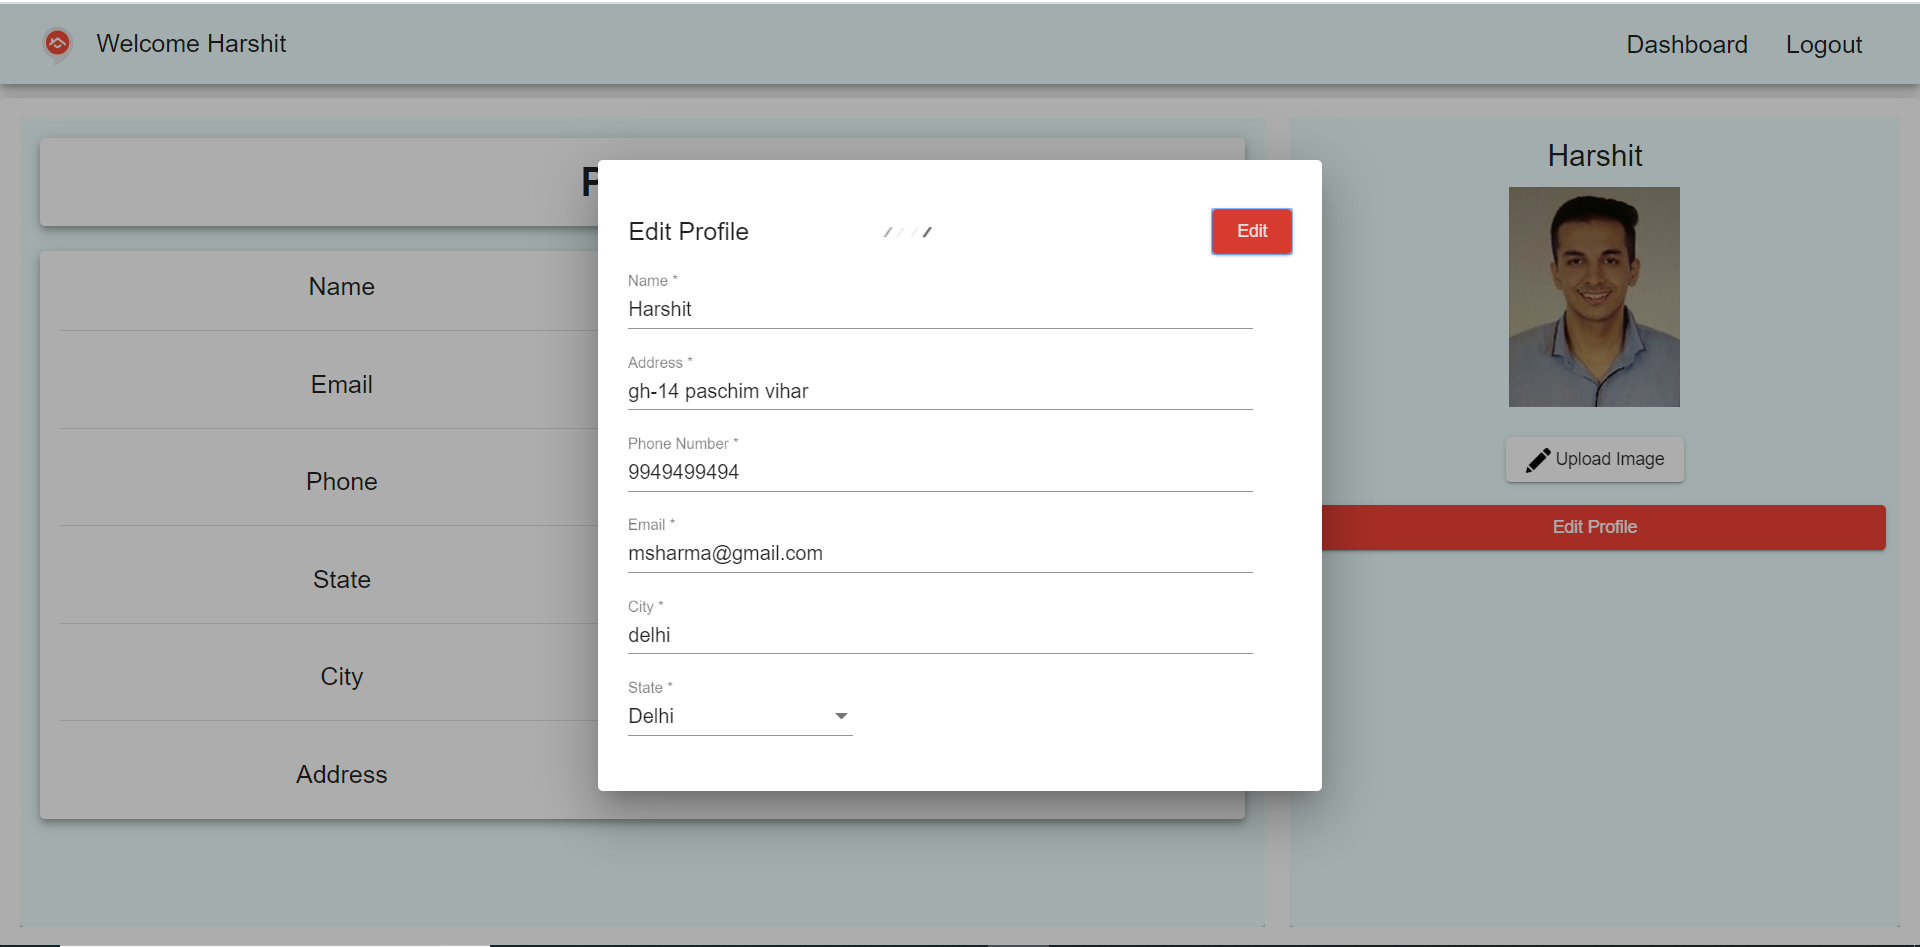 Welcome Harshit
Dashboard
Logout
Name
Email
Phone
State
City
Address
Edit Profile
Edit
Name *
Harshit
Address *
gh-14 paschim vihar
Phone Number *
9949499494
Email *
msharma@gmail.com
City *
delhi
State *
Delhi
Harshit
Upload Image
Edit Profile